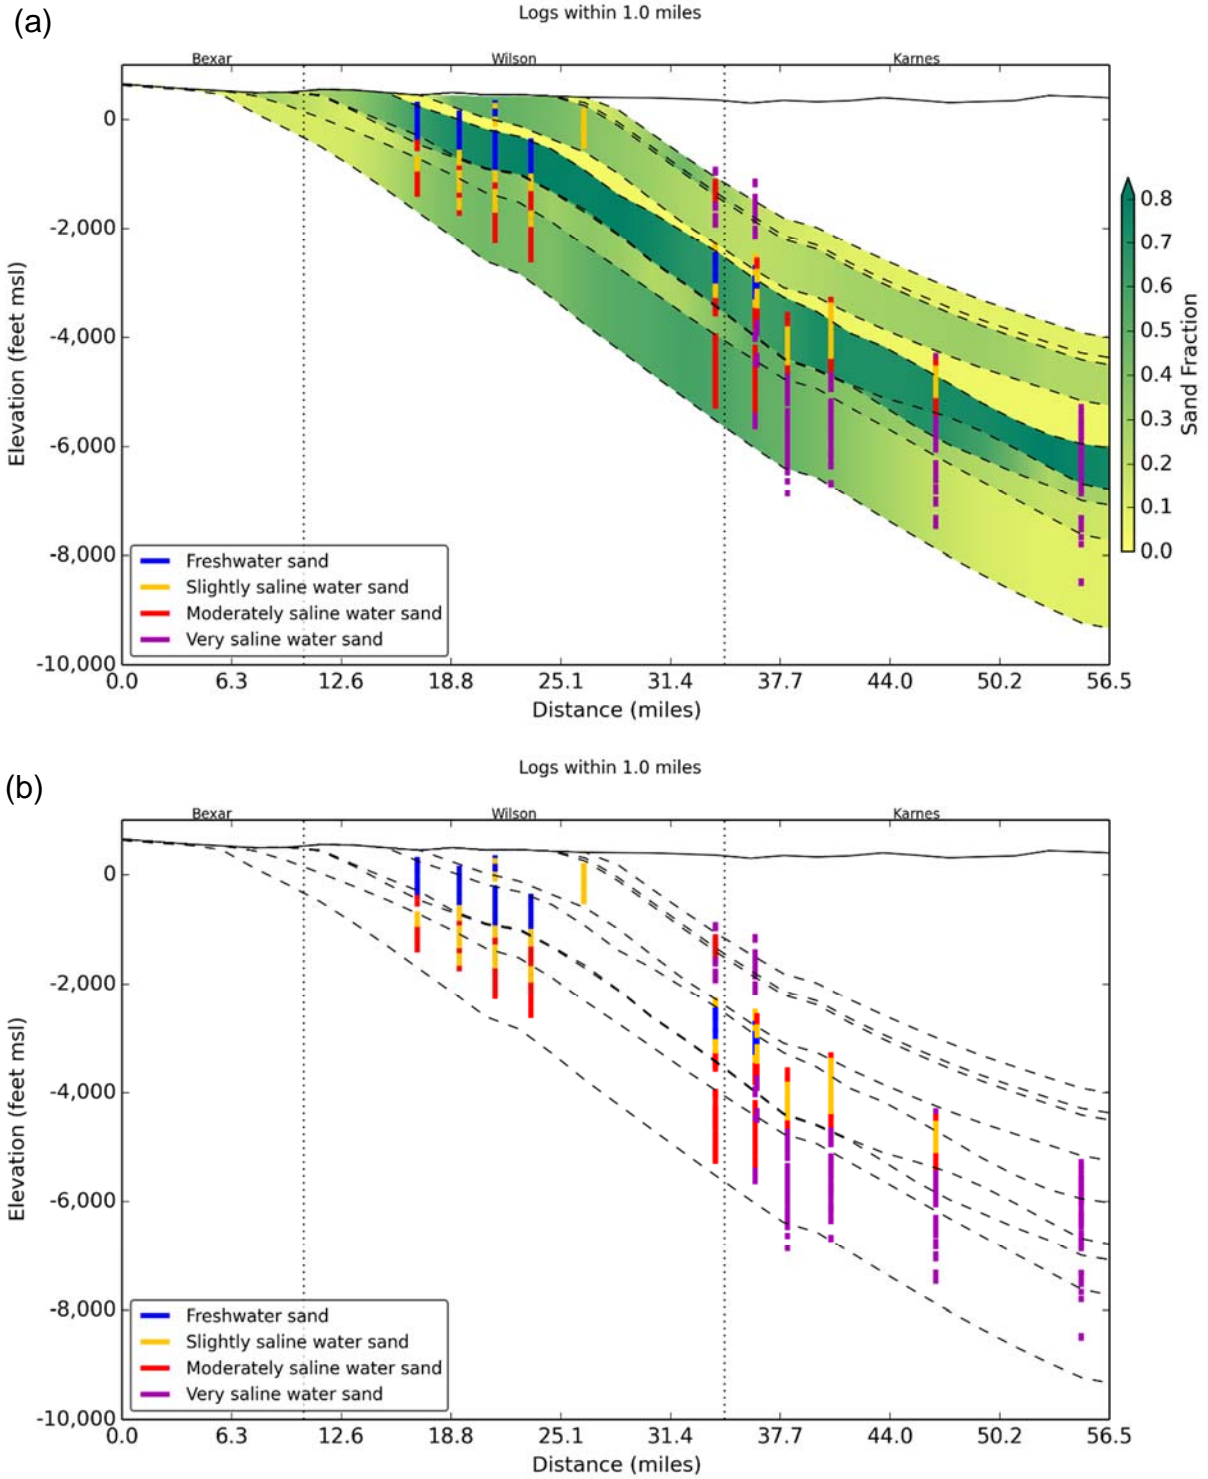 (a)
Logs within 1.0 miles
Bexar Wilson Karnes
0
-2,000
-4,000
-6,000
-8,000
-10,000
Elevation (feet msl)
Freshwater sand
Slightly saline water sand
Moderately saline water sand
Very saline water sand
0.0 6.3 12.6 18.8 25.1 31.4 37.7 44.0 50.2 56.5
Distance (miles)
0.8
0.7
0.6
0.5
0.4
0.3
0.2
0.1
0.0
Sand Fraction
(b)
Logs within 1.0 miles
Bexar Wilson Karnes
0
-2,000
-4,000
-6,000
-8,000
-10,000
Elevation (feet msl)
Freshwater sand
Slightly saline water sand
Moderately saline water sand
Very saline water sand
0.0 6.3 12.6 18.8 25.1 31.4 37.7 44.0 50.2 56.5
Distance (miles)